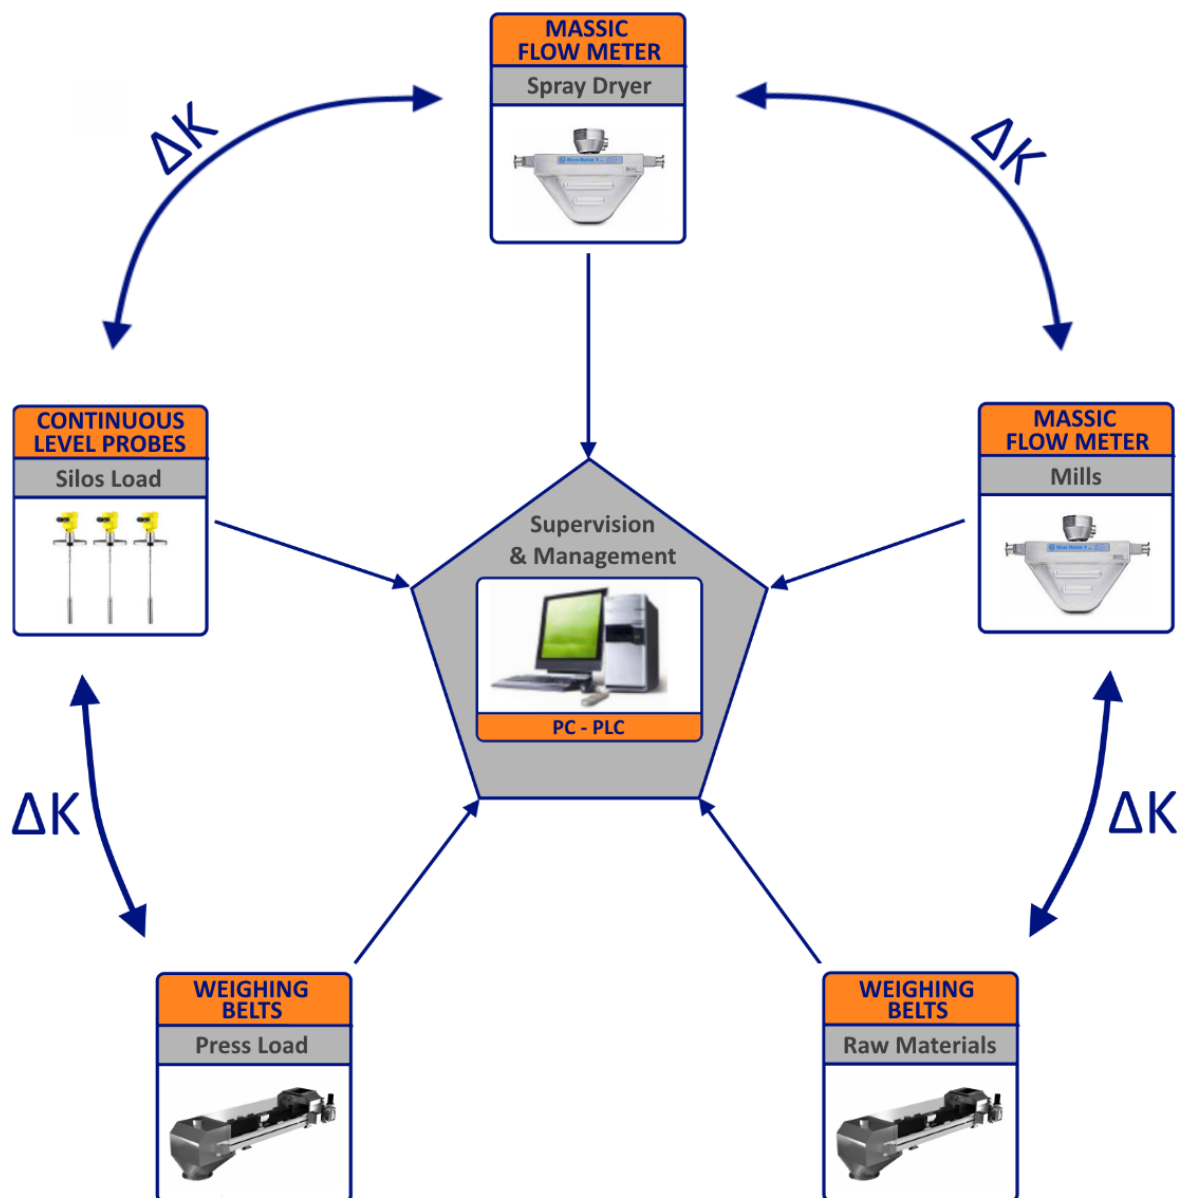 MASSIC
FLOW METER
Spray Dryer
ΔK
ΔK
CONTINUOUS
LEVEL PROBES
Silos Load
MASSIC
FLOW METER
Mills
Supervision
& Management
PC - PLC
ΔK
ΔK
WEIGHING
BELTS
Press Load
WEIGHING
BELTS
Raw Materials